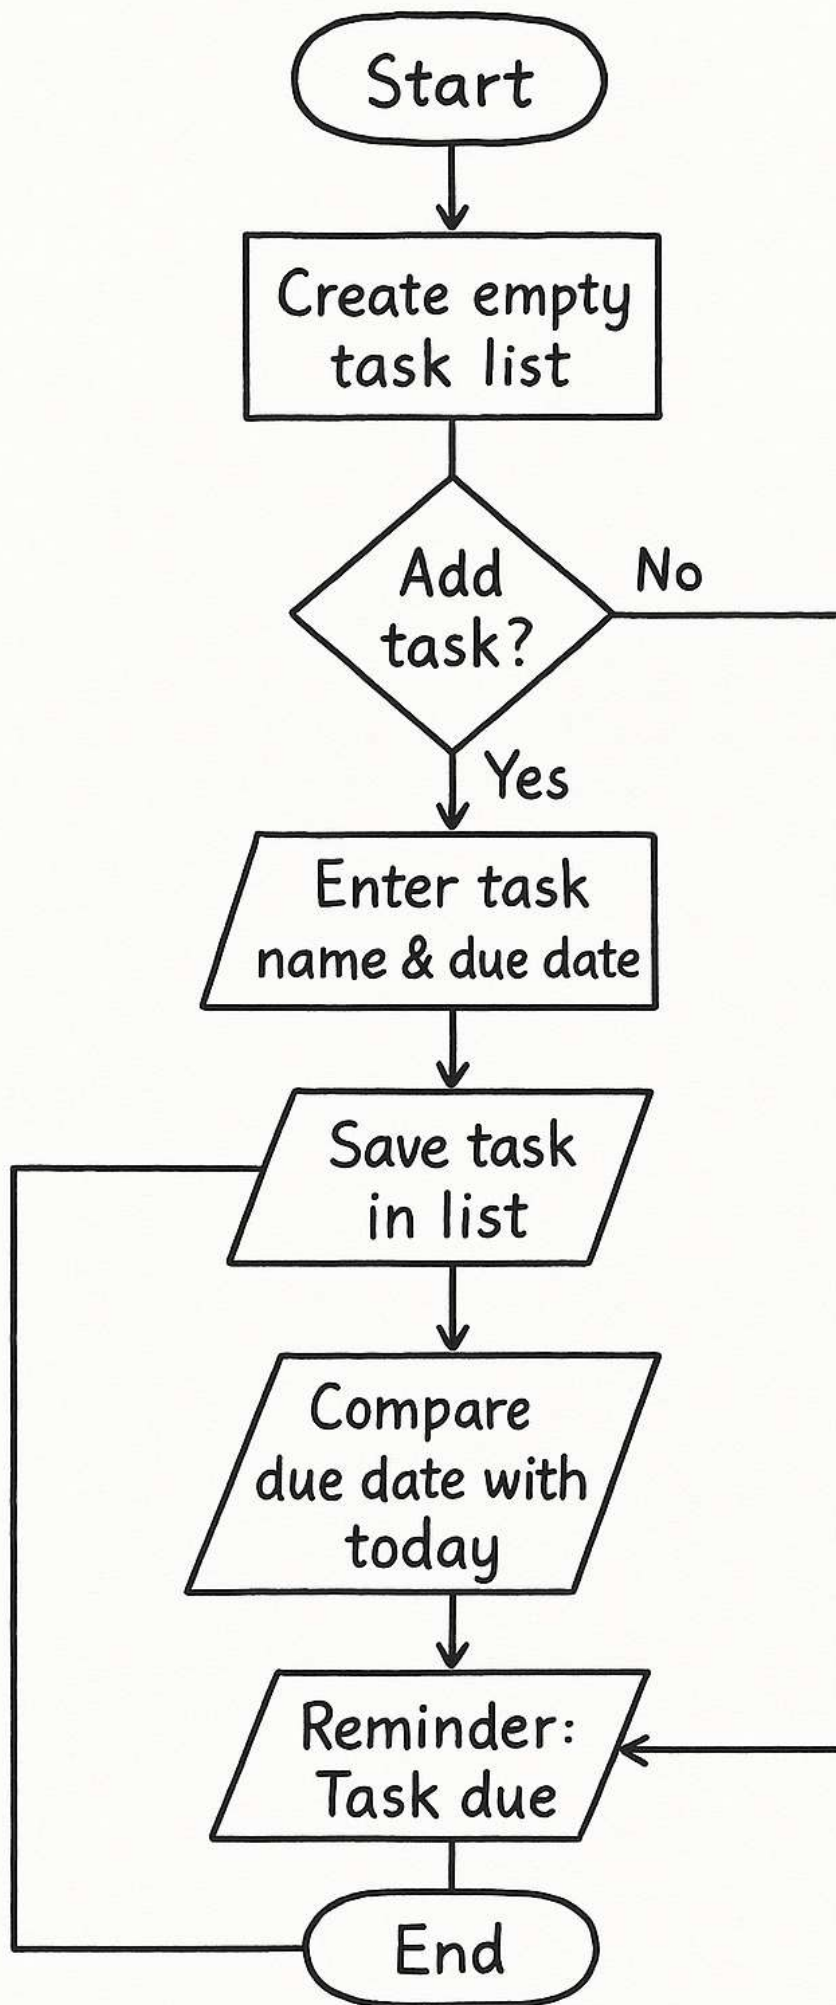 Start
Create empty
task list
Add
task?
No
Yes
Enter task
name & due date
Save task
in list
Compare
due date with
today
Reminder:
Task due
End